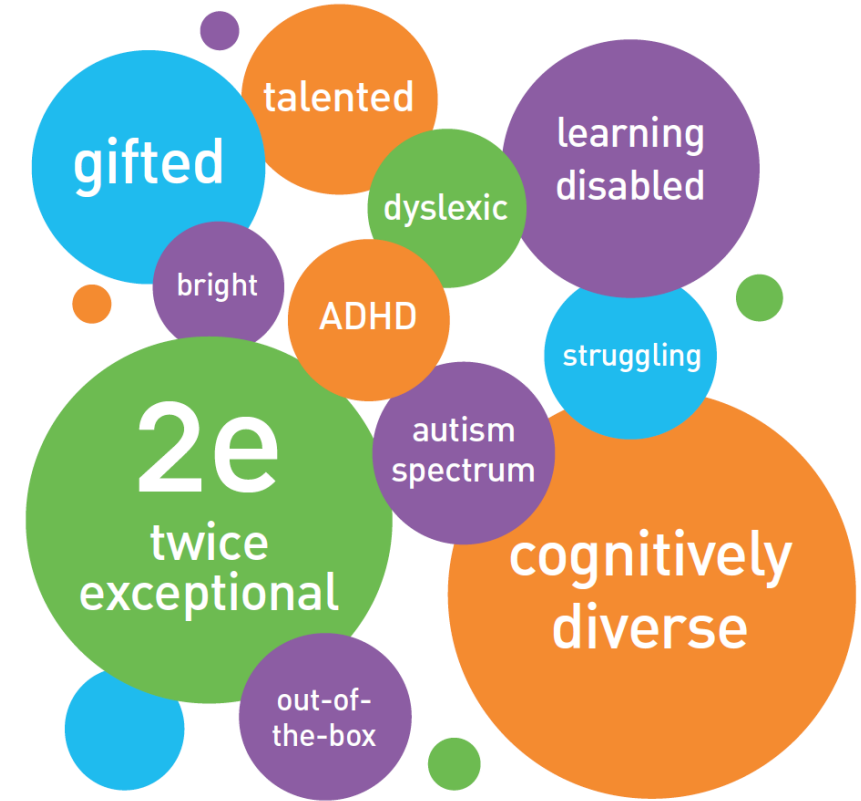 talented
gifted
learning
disabled
dyslexic
bright
ADHD
struggling
2e
twice
exceptional
autism
spectrum
cognitively
diverse
out-of-
the-box